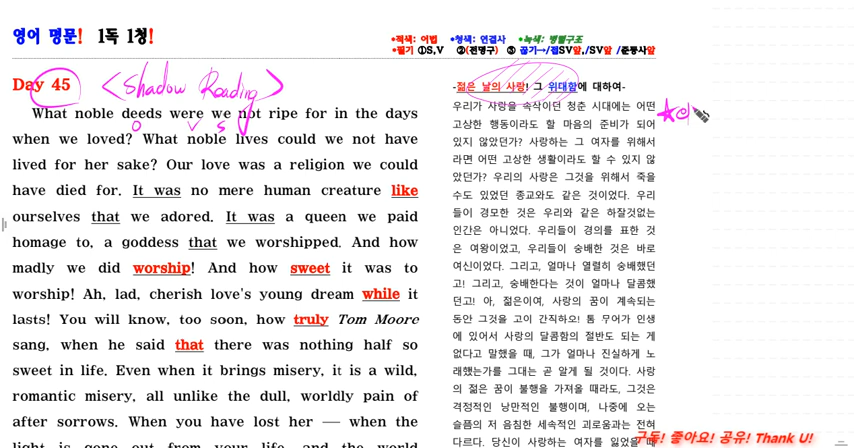 영어 명문! 1독 1청!
•적색: 어법 •청색: 연결사 •녹색: 병렬구조
•필기 ①S,V ②(전명구) ③ 끊기→/접SV앞,/SV앞 /준동사앞
Day 45 <Shadow Reading>
What noble deeds were we not ripe for in the days
O V S
when we loved? What noble lives could we not have
lived for her sake? Our love was a religion we could
have died for. It was no mere human creature like
ourselves that we adored. It was a queen we paid
homage to, a goddess that we worshipped. And how
madly we did worship! And how sweet it was to
worship! Ah, lad, cherish love's young dream while it
lasts! You will know, too soon, how truly Tom Moore
sang, when he said that there was nothing half so
sweet in life. Even when it brings misery, it is a wild,
romantic misery, all unlike the dull, worldly pain of
after sorrows. When you have lost her — when the
light is gone out from your life, and the world
-젊은 날의 사랑! 그 위대함에 대하여-
우리가 사랑을 속삭이던 청춘 시대에는 어떤
고상한 행동이라도 할 마음의 준비가 되어
있지 않았던가? 사랑하는 그 여자를 위해서
라면 어떤 고상한 생활이라도 할 수 있지 않
았던가? 우리의 사랑은 그것을 위해서 죽을
수도 있었던 종교와도 같은 것이었다. 우리
들이 경모한 것은 우리와 같은 하잘것없는
인간은 아니었다. 우리들이 경의를 표한 것
은 여왕이었고, 우리들이 숭배한 것은 바로
여신이었다. 그리고, 얼마나 열렬히 숭배했던
고! 그리고, 숭배한다는 것이 얼마나 달콤했
던고! 아, 젊은이여, 사랑의 꿈이 계속되는
동안 그것을 고이 간직하오! 톰 무어가 인생
에 있어서 사랑의 달콤함의 절반도 되는 게
없다고 말했을 때, 그가 얼마나 진실하게 노
래했는가를 그대는 곧 알게 될 것이다. 사랑
의 젊은 꿈이 불행을 가져올 때라도, 그것은
격정적인 낭만적인 불행이며, 나중에 오는
슬픔의 저 음침한 세속적인 괴로움과는 전혀
다르다. 당신이 사랑하는 여자를 잃었을 때
구독! 좋아요! 공유! Thank U!